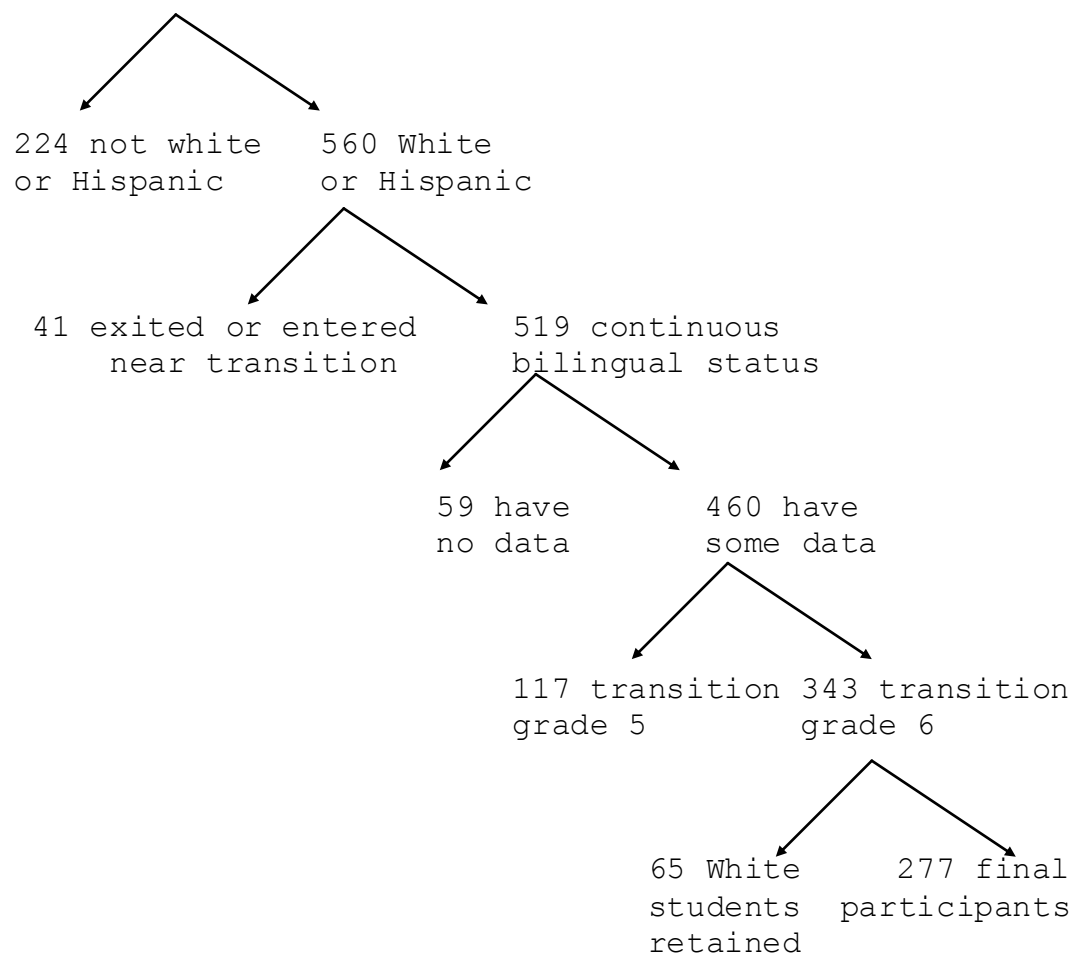 224 not white
or Hispanic
560 White
or Hispanic
41 exited or entered
near transition
519 continuous
bilingual status
59 have
no data
460 have
some data
117 transition
grade 5
343 transition
grade 6
65 White
students
retained
277 final
participants